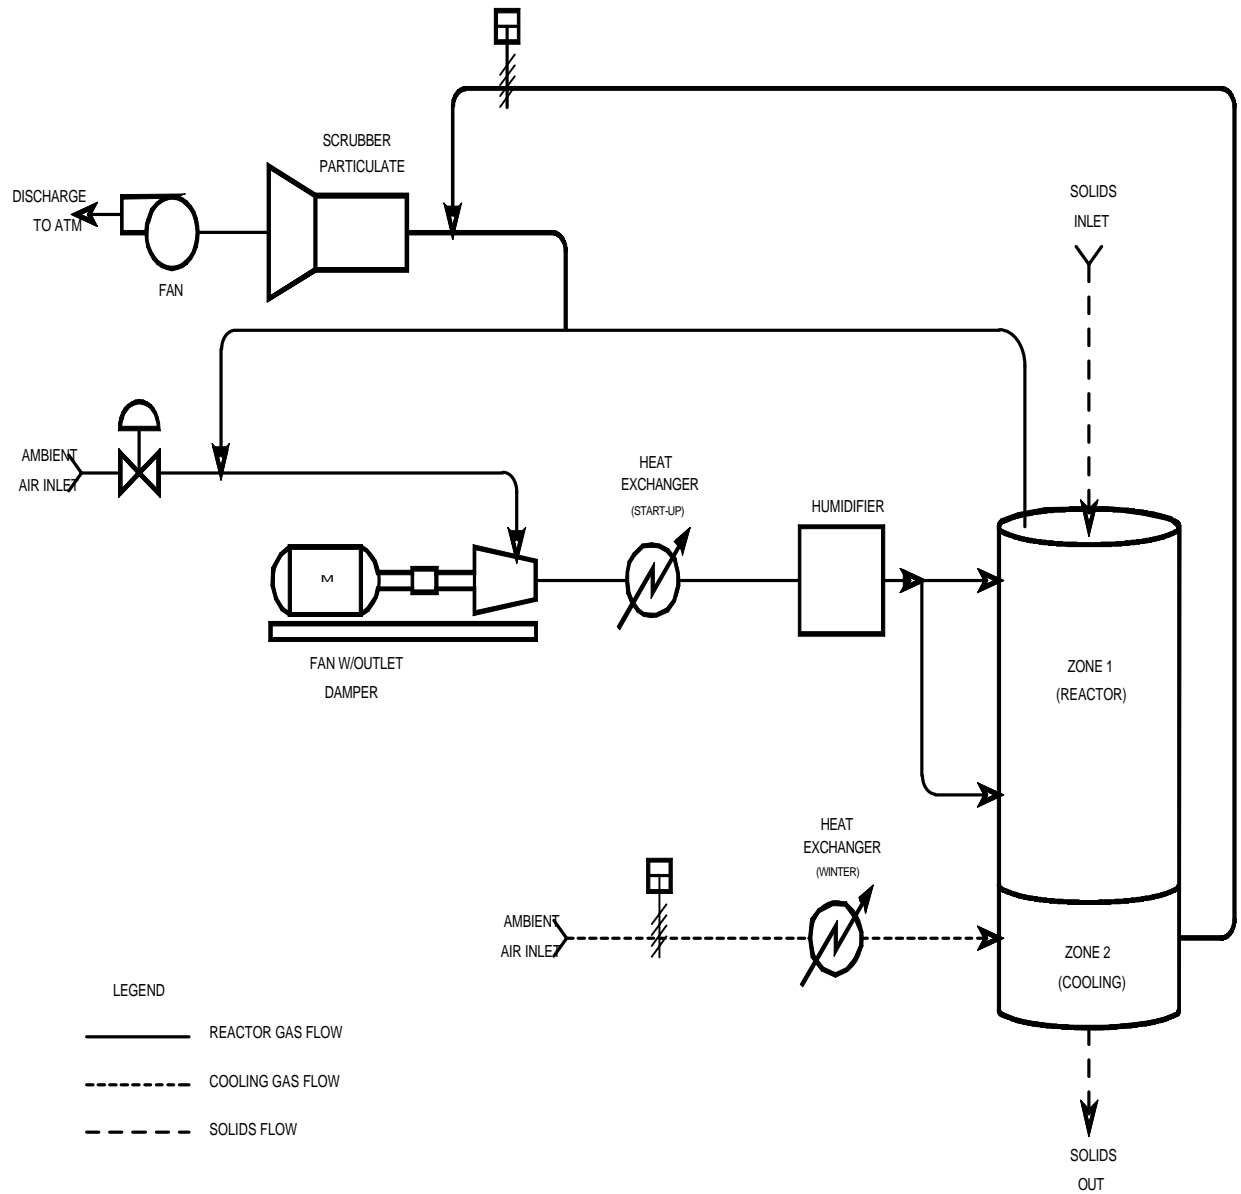 SCRUBBER
PARTICULATE
DISCHARGE
TO ATM
FAN
SOLIDS
INLET
AMBIENT
AIR INLET
HEAT
EXCHANGER
(START-UP)
HUMIDIFIER
M
FAN W/OUTLET
DAMPER
ZONE 1
(REACTOR)
HEAT
EXCHANGER
(WINTER)
AMBIENT
AIR INLET
ZONE 2
(COOLING)
LEGEND
REACTOR GAS FLOW
COOLING GAS FLOW
SOLIDS FLOW
SOLIDS
OUT